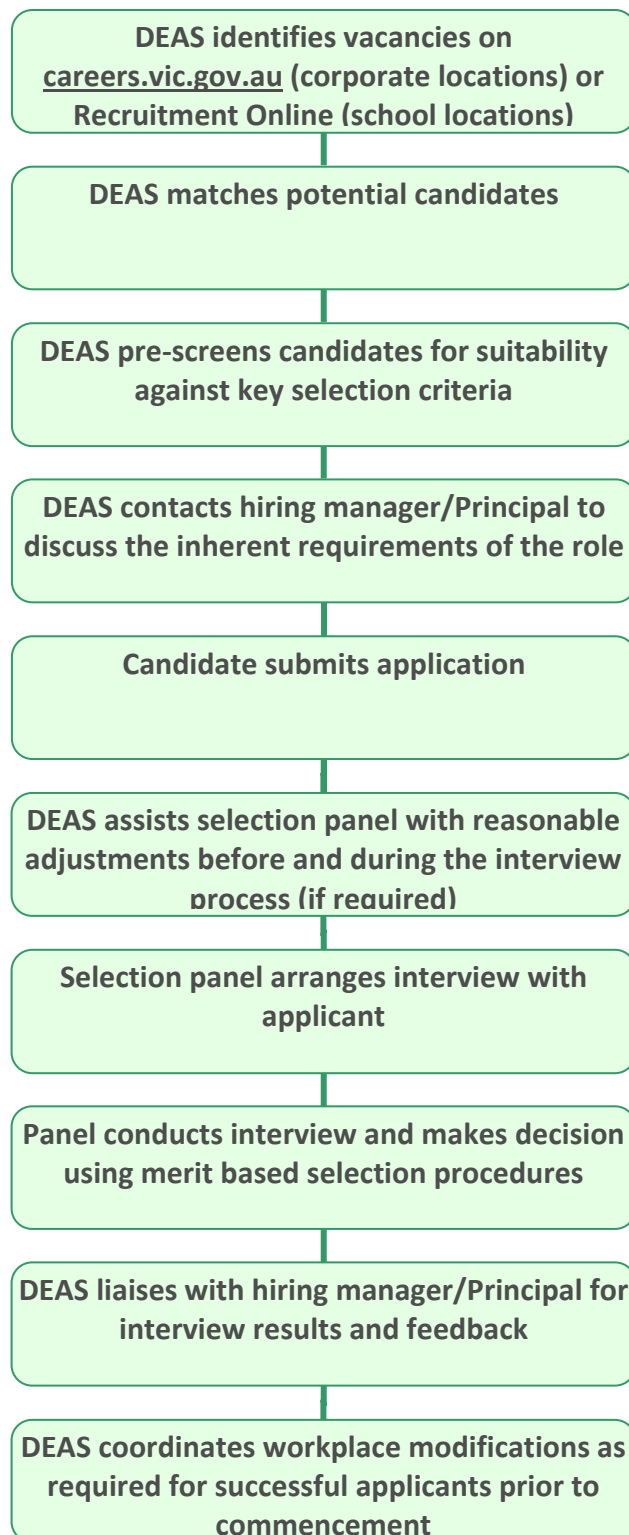 DEAS identifies vacancies on
careers.vic.gov.au (corporate locations) or
Recruitment Online (school locations)
DEAS matches potential candidates
DEAS pre-screens candidates for suitability
against key selection criteria
DEAS contacts hiring manager/Principal to
discuss the inherent requirements of the role
Candidate submits application
DEAS assists selection panel with reasonable
adjustments before and during the interview
process (if required)
Selection panel arranges interview with
applicant
Panel conducts interview and makes decision
using merit based selection procedures
DEAS liaises with hiring manager/Principal for
interview results and feedback
DEAS coordinates workplace modifications as
required for successful applicants prior to
commencement